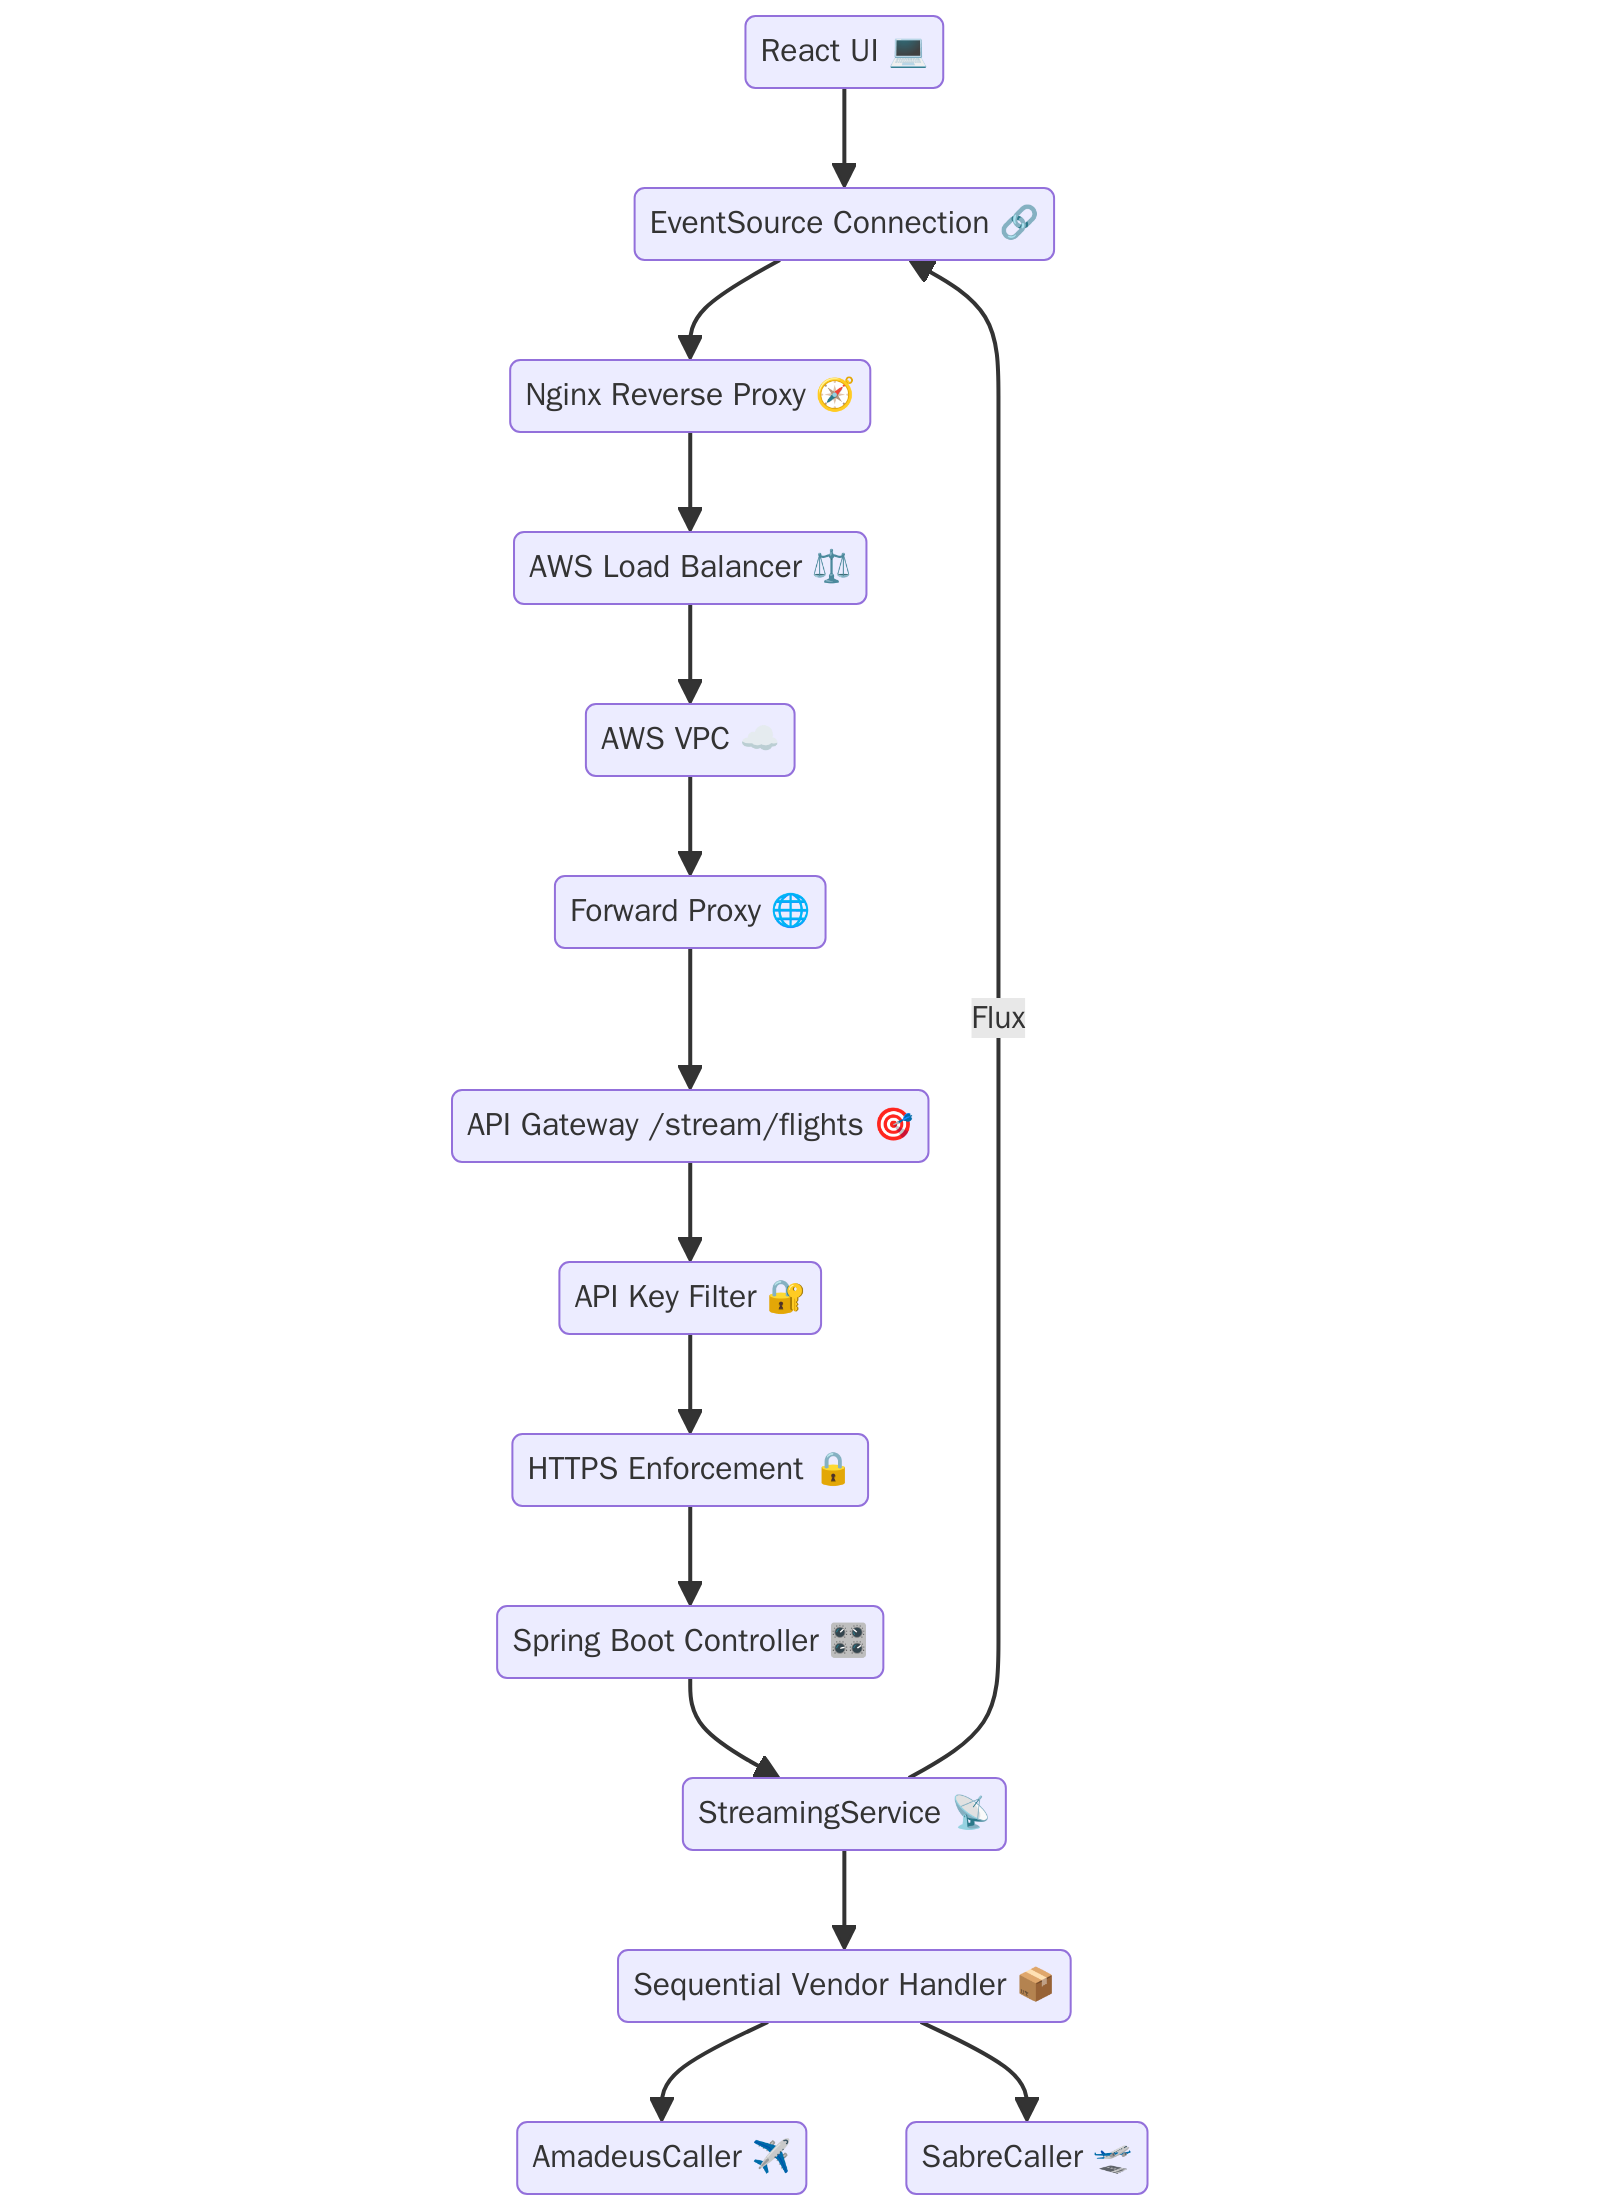 React UI 💻
EventSource Connection 🔗
Nginx Reverse Proxy 🧭
AWS Load Balancer ⚖️
AWS VPC ☁️
Forward Proxy 🌐
Flux
API Gateway /stream/flights 🎯
API Key Filter 🔐
HTTPS Enforcement 🔒
Spring Boot Controller 🎛️
StreamingService 📡
Sequential Vendor Handler 📦
AmadeusCaller ✈️
SabreCaller 🛫